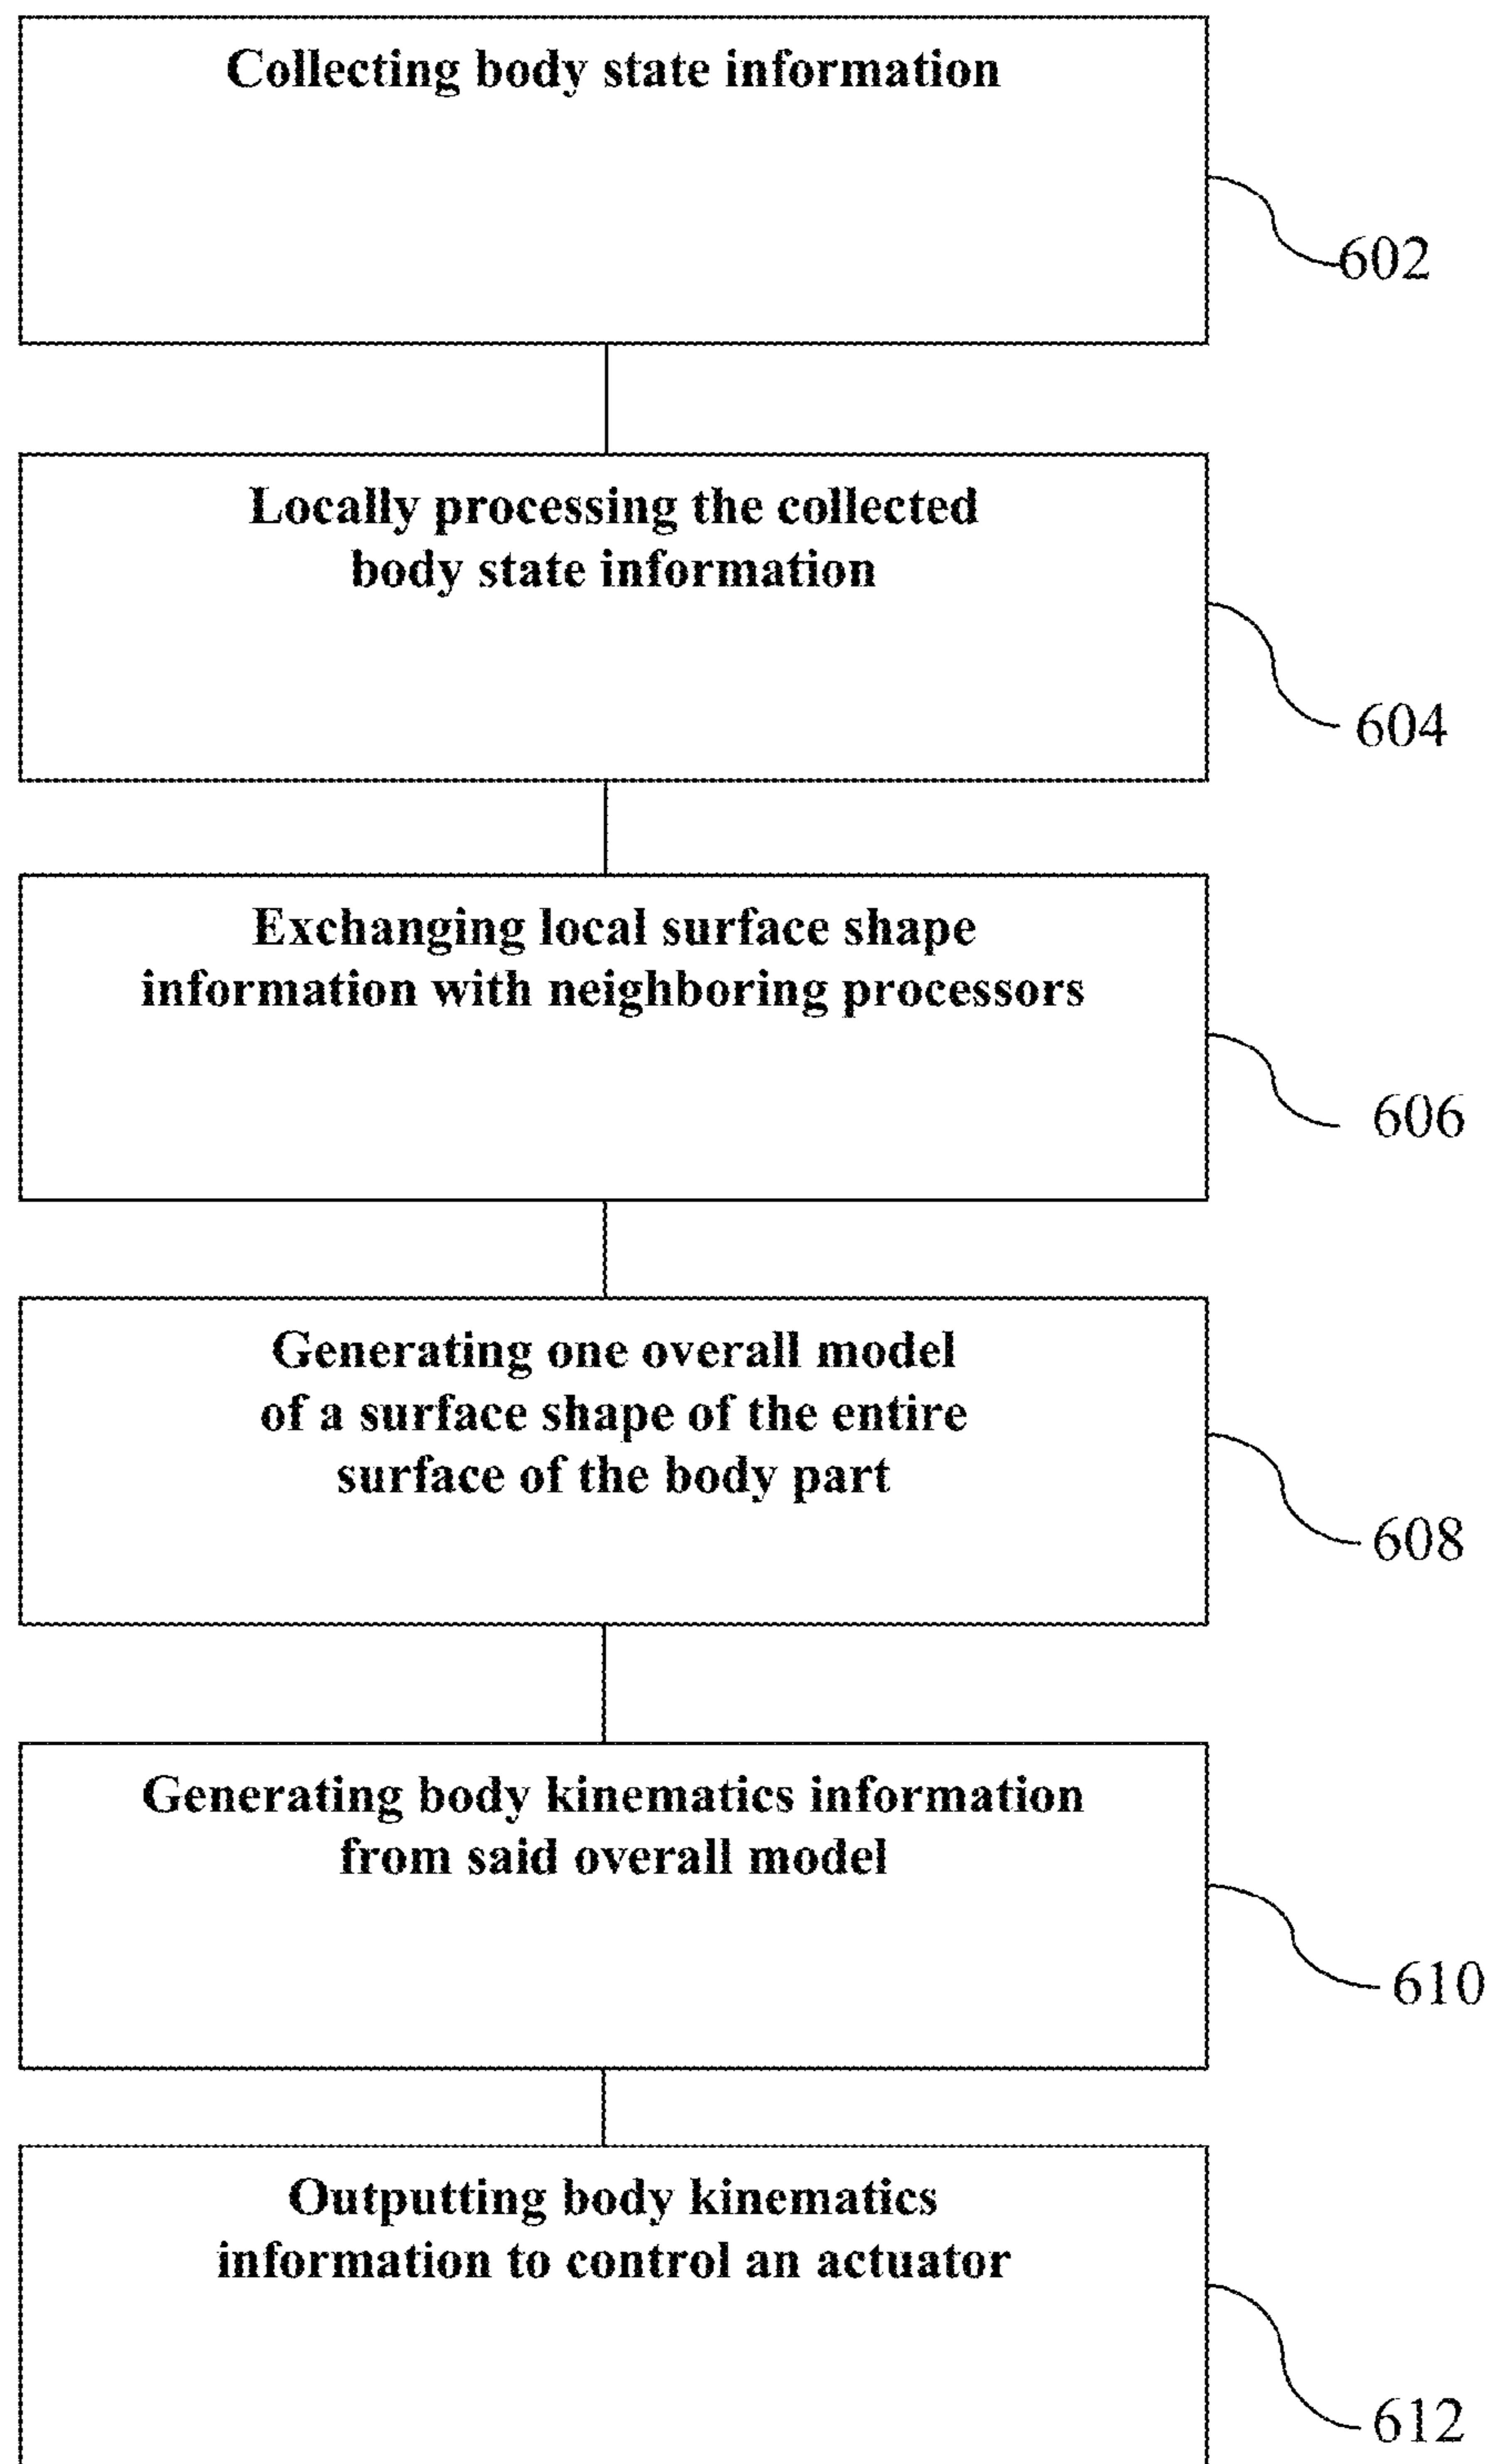 Collecting body state information
602
Locally processing the collected
body state information
604
Exchanging local surface shape
information with neighboring processors
606
Generating one overall model
of a surface shape of the entire
surface of the body part
608
Generating body kinematics information
from said overall model
610
Outputting body kinematics
information to control an actuator
612